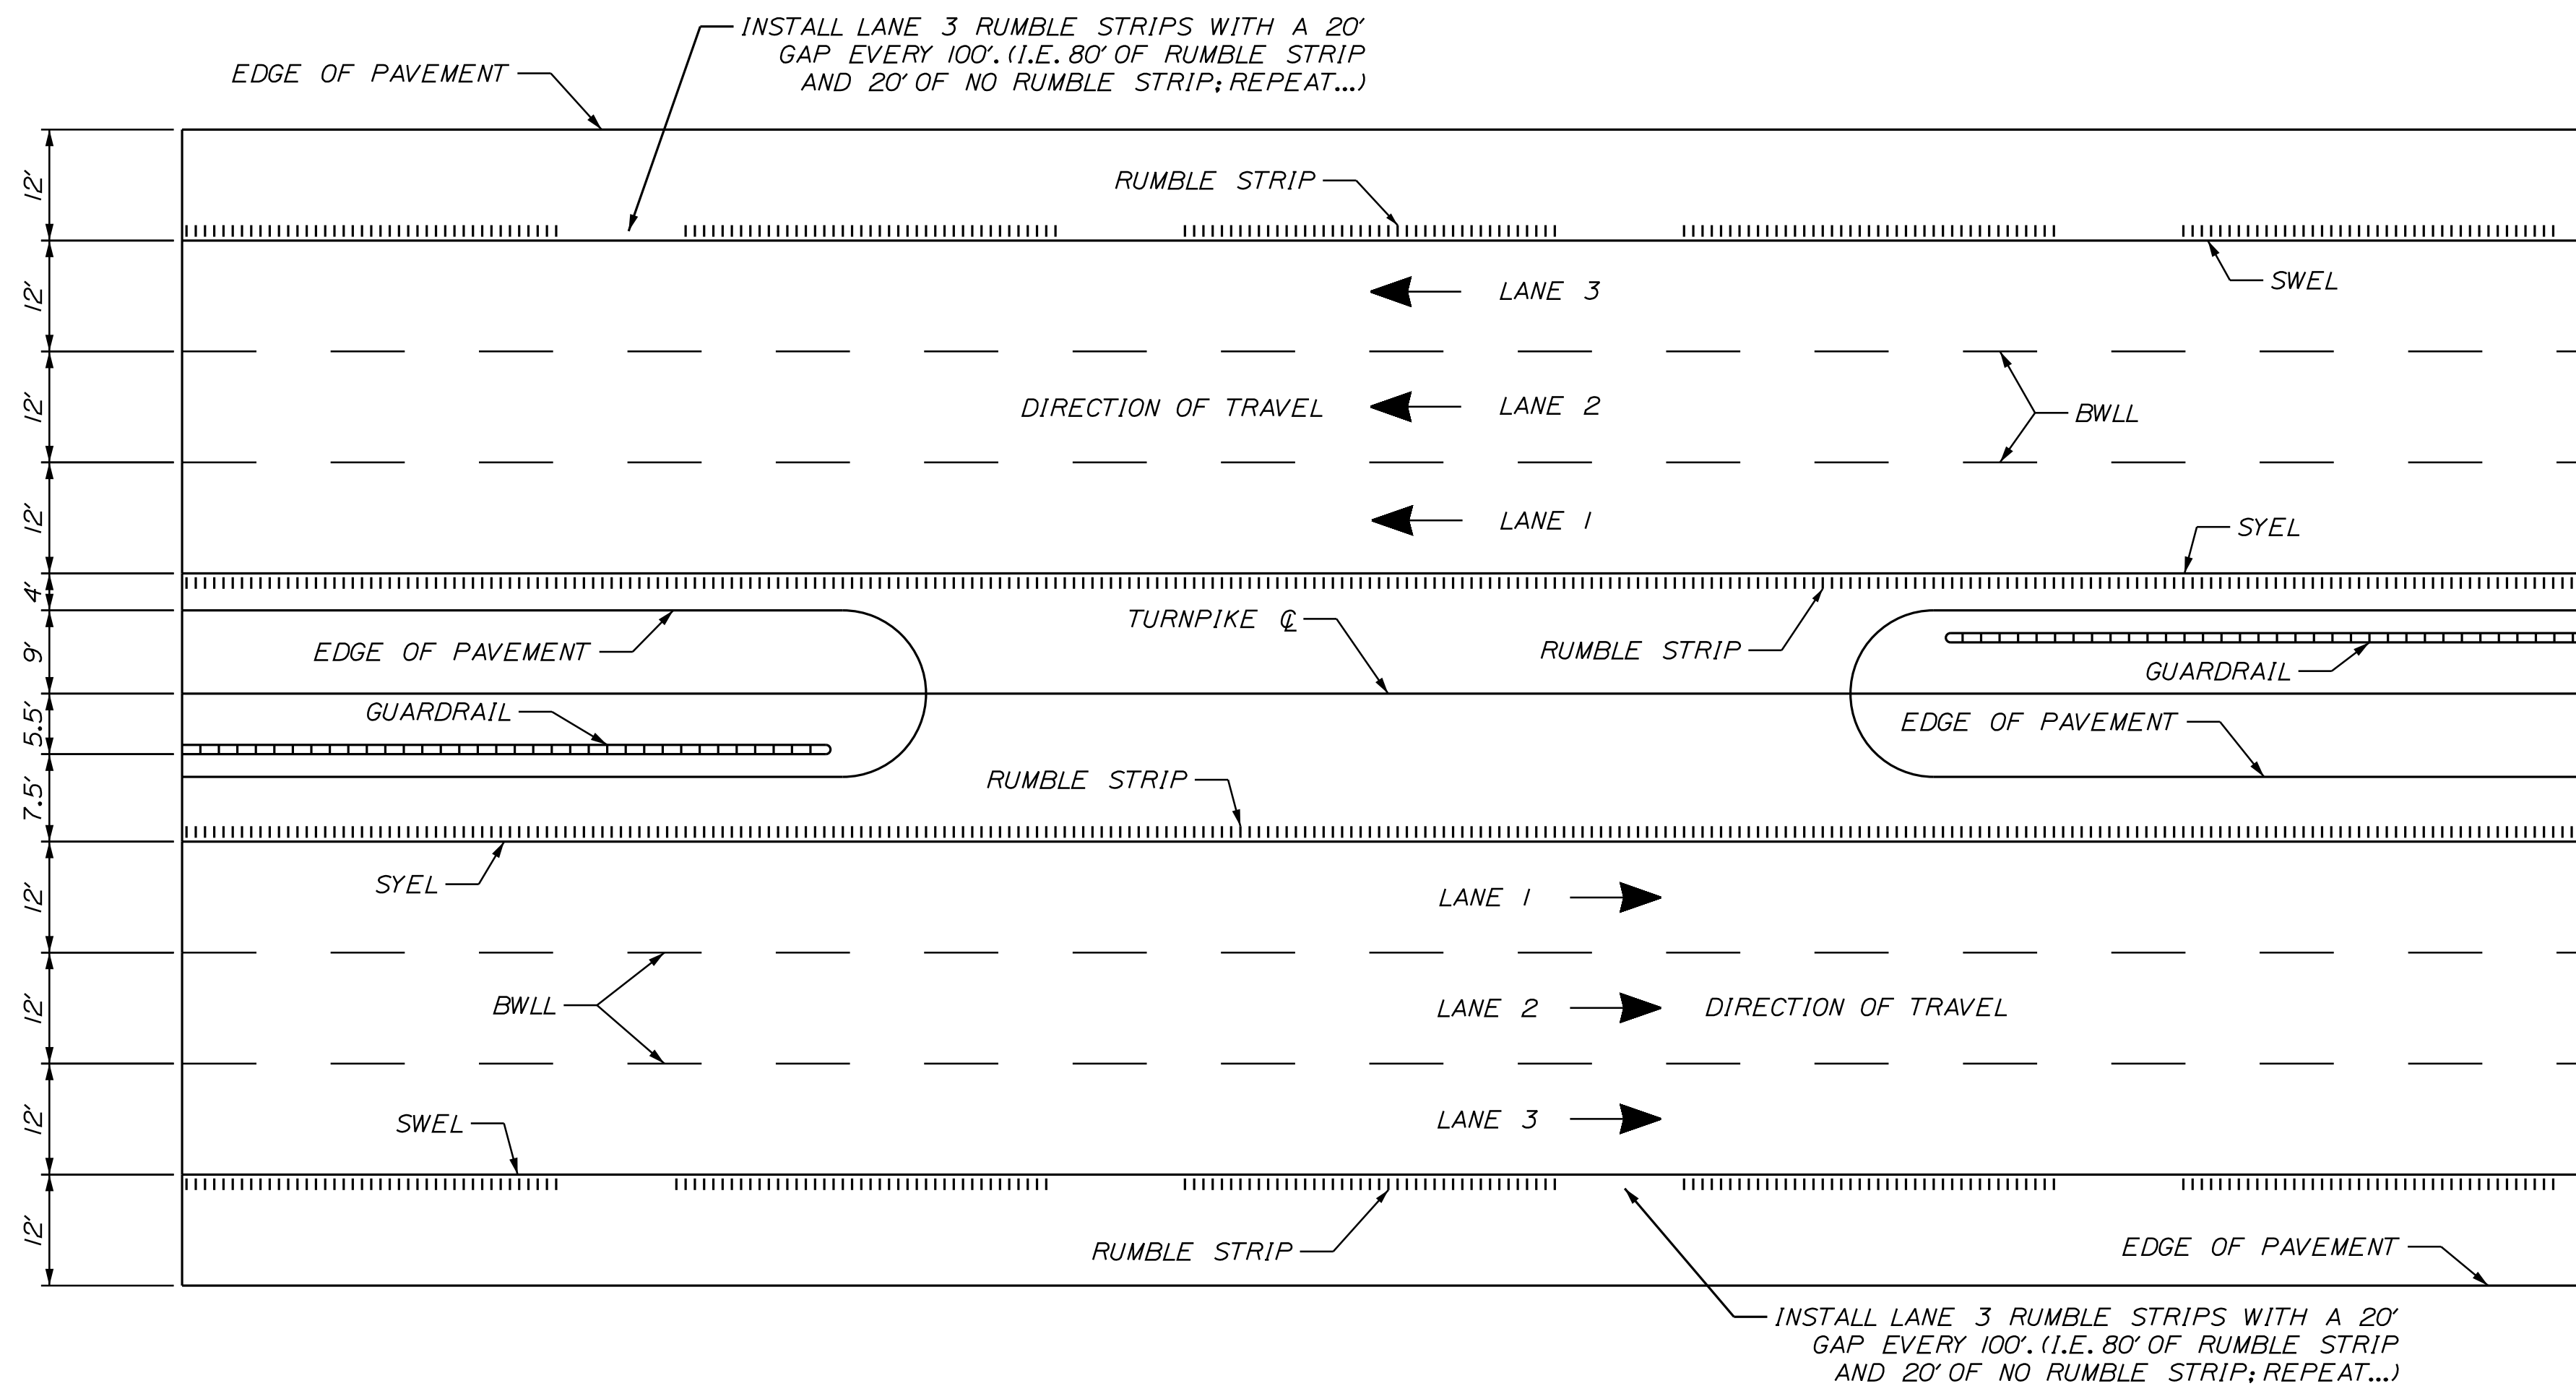 INSTALL LANE 3 RUMBLE STRIPS WITH A 20'
GAP EVERY 100'. (I.E. 80' OF RUMBLE STRIP
AND 20' OF NO RUMBLE STRIP; REPEAT...)
EDGE OF PAVEMENT
12'
RUMBLE STRIP
12'
LANE 3
SWEL
12'
DIRECTION OF TRAVEL
LANE 2
BWLL
12'
LANE 1
SYEL
4'
TURNPIKE ℄
9'
EDGE OF PAVEMENT
RUMBLE STRIP
GUARDRAIL
5.5'
GUARDRAIL
EDGE OF PAVEMENT
7.5'
RUMBLE STRIP
12'
SYEL
LANE 1
12'
BWLL
LANE 2
DIRECTION OF TRAVEL
12'
SWEL
LANE 3
12'
RUMBLE STRIP
EDGE OF PAVEMENT
INSTALL LANE 3 RUMBLE STRIPS WITH A 20'
GAP EVERY 100'. (I.E. 80' OF RUMBLE STRIP
AND 20' OF NO RUMBLE STRIP; REPEAT...)